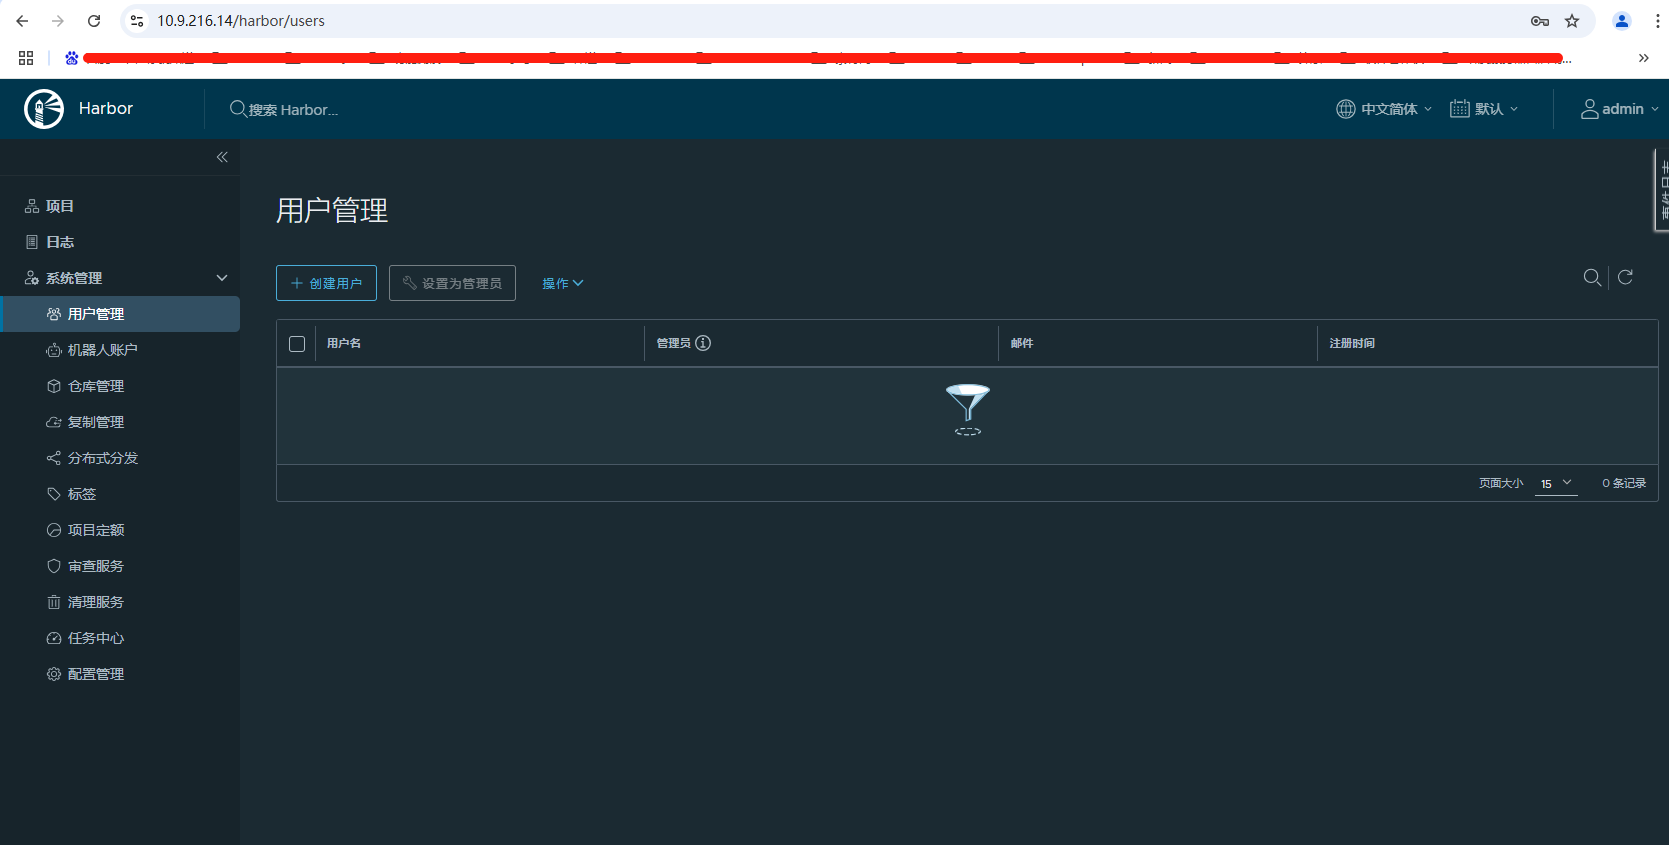 10.9.216.14/harbor/users
Harbor
搜索 Harbor...
中文简体
默认
admin
项目
日志
系统管理
用户管理
机器人账户
仓库管理
复制管理
分布式分发
标签
项目定额
审查服务
清理服务
任务中心
配置管理
用户管理
创建用户
设置为管理员
操作
用户名
管理员
邮件
注册时间
页面大小
15
0 条记录